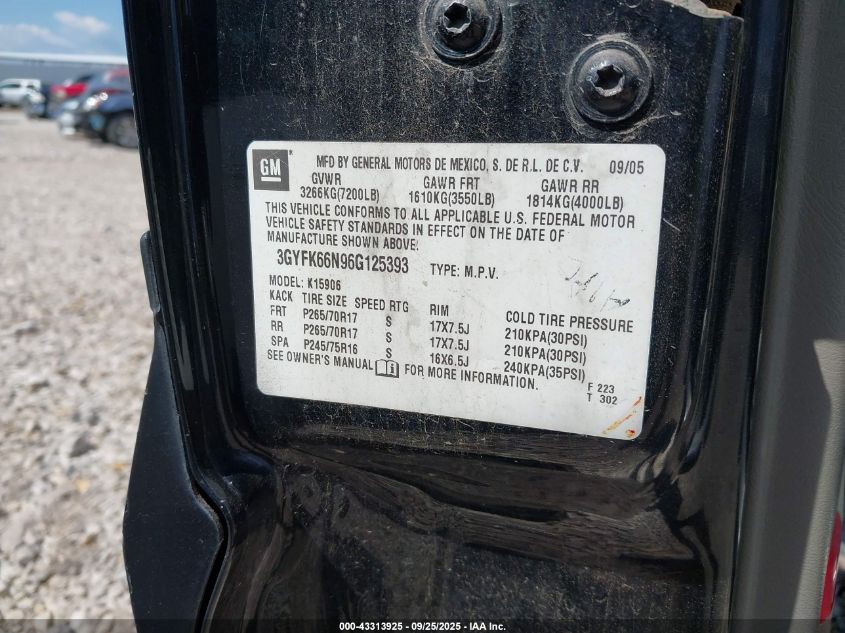 GM
MFD BY GENERAL MOTORS DE MEXICO, S. DE R.L. DE C.V. 09/05
GVWR GAWR FRT GAWR RR
3266KG(7200LB) 1610KG(3550LB) 1814KG(4000LB)
THIS VEHICLE CONFORMS TO ALL APPLICABLE U.S. FEDERAL MOTOR
VEHICLE SAFETY STANDARDS IN EFFECT ON THE DATE OF
MANUFACTURE SHOWN ABOVE.
3GYFK66N96G125393 TYPE: M.P.V.
MODEL: K15906
KACK TIRE SIZE SPEED RTG RIM COLD TIRE PRESSURE
FRT P265/70R17 S 17X7.5J 210KPA(30PSI)
RR P265/70R17 S 17X7.5J 210KPA(30PSI)
SPA P245/75R16 S 16X6.5J 240KPA(35PSI)
SEE OWNER'S MANUAL FOR MORE INFORMATION.
F 223
T 302
000-43313925 - 09/25/2025 - IAA Inc.